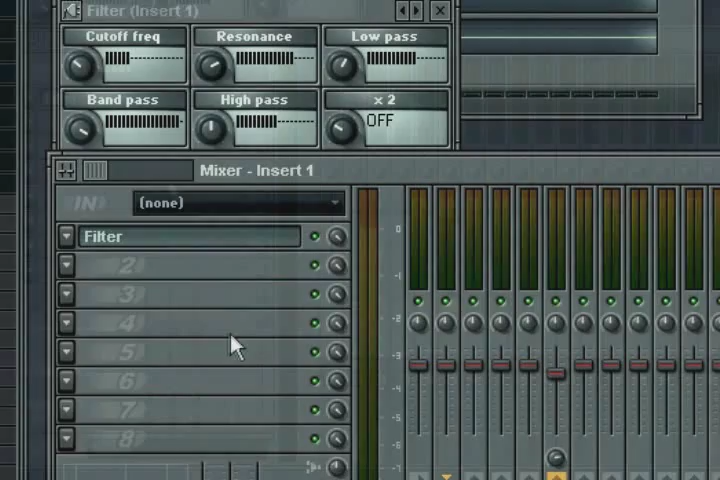 Filter (Insert 1)
Cutoff freq Resonance Low pass
Band pass High pass x 2
OFF
Mixer - Insert 1
IN (none)
Filter
2
3
4
5
6
7
8
0
-1
-2
-3
-4
-5
-6
-7